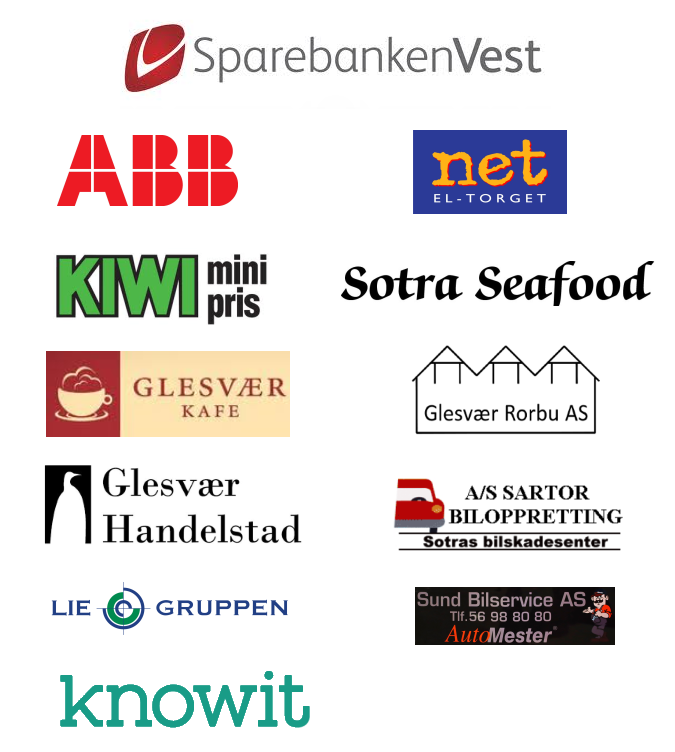 SparebankenVest
ABB
net
EL-TORGET
KIWI mini
pris
Sotra Seafood
GLESVÆR
KAFE
Glesvær Rorbu AS
Glesvær
Handelstad
A/S SARTOR
BILOPPRETTING
Sotras bilskadesenter
LIE GRUPPEN
Sund Bilservice AS
Tlf.56 98 80 80
AutoMester
knowit